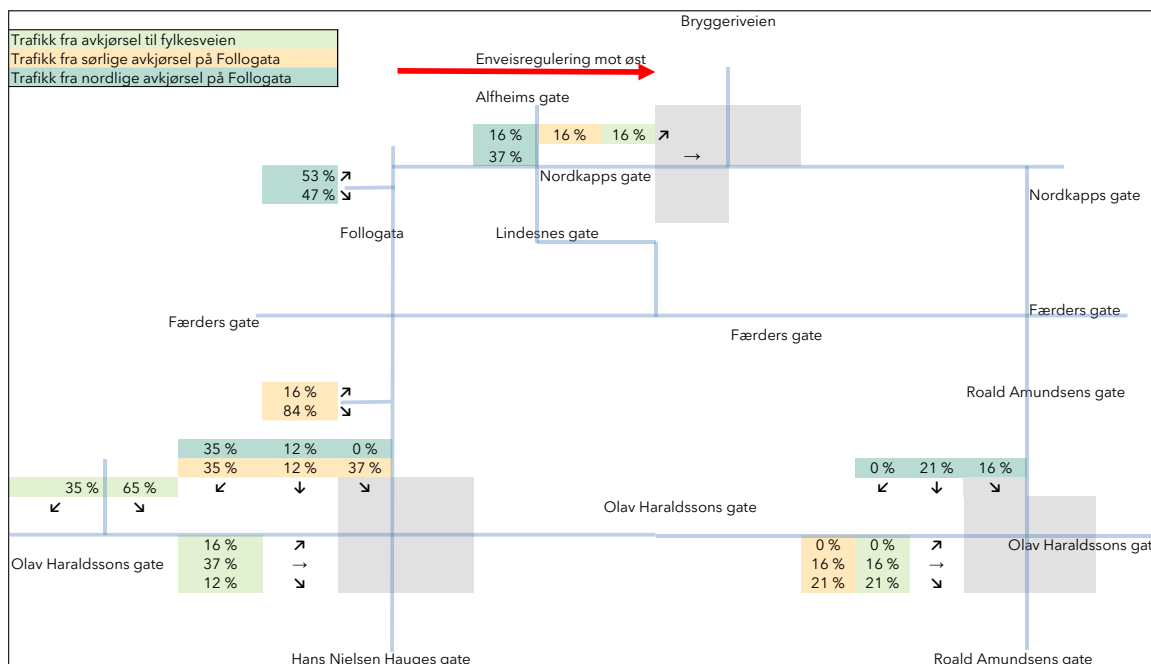 Bryggeriveien
Trafikk fra avkjørsel til fylkesveien
Trafikk fra sørlige avkjørsel på Follogata
Trafikk fra nordlige avkjørsel på Follogata
Enveisregulering mot øst
Alfheims gate
16 % 16 % 16 % ↗
37 % →
53 % ↗
47 % ↘
Nordkapps gate
Nordkapps gate
Follogata
Lindesnes gate
Færders gate
Færders gate
Færders gate
16 % ↗
84 % ↘
Roald Amundsens gate
35 % 12 % 0 %
35 % 12 % 37 %
35 % 65 % ↙ ↓ ↘
↙ ↘
0 % 21 % 16 %
↙ ↓ ↘
Olav Haraldssons gate
Olav Haraldssons gate
16 % ↗
37 % →
12 % ↘
0 % 0 % ↗
16 % 16 % →
21 % 21 % ↘
Olav Haraldssons gat
Hans Nielsen Hauges gate
Roald Amundsens gate